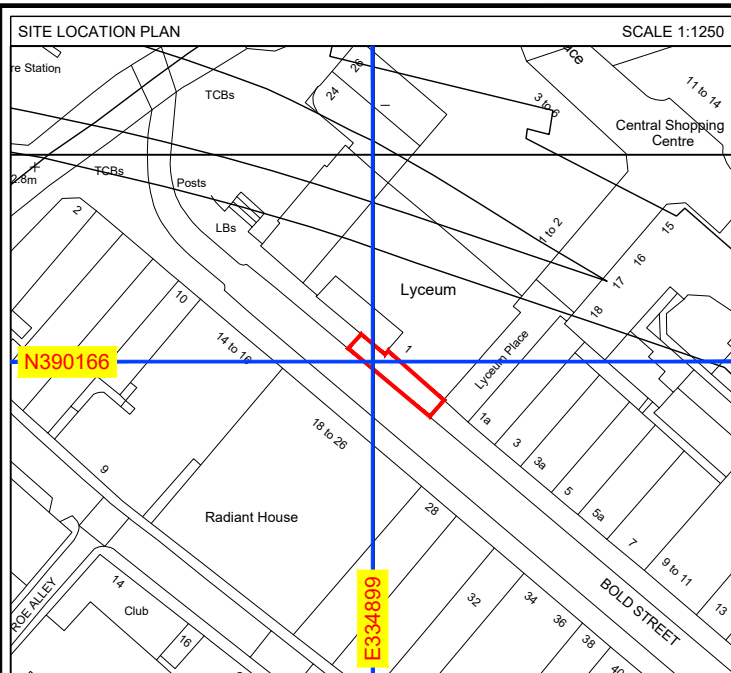 SITE LOCATION PLAN
SCALE 1:1250
re Station
TCBs
24
26
3 to 6
ace
11 to 14
Central Shopping
Centre
TCBs
2.8m
Posts
LBs
2
1 to 2
15
16
17
18
Lyceum
10
14 to 16
1
Lyceum Place
N390166
18 to 26
1a
3
3a
5
5a
7
9 to 11
13
9
Radiant House
28
BOLD STREET
ROE ALLEY
14
Club
16
E334899
32
34
36
38
40